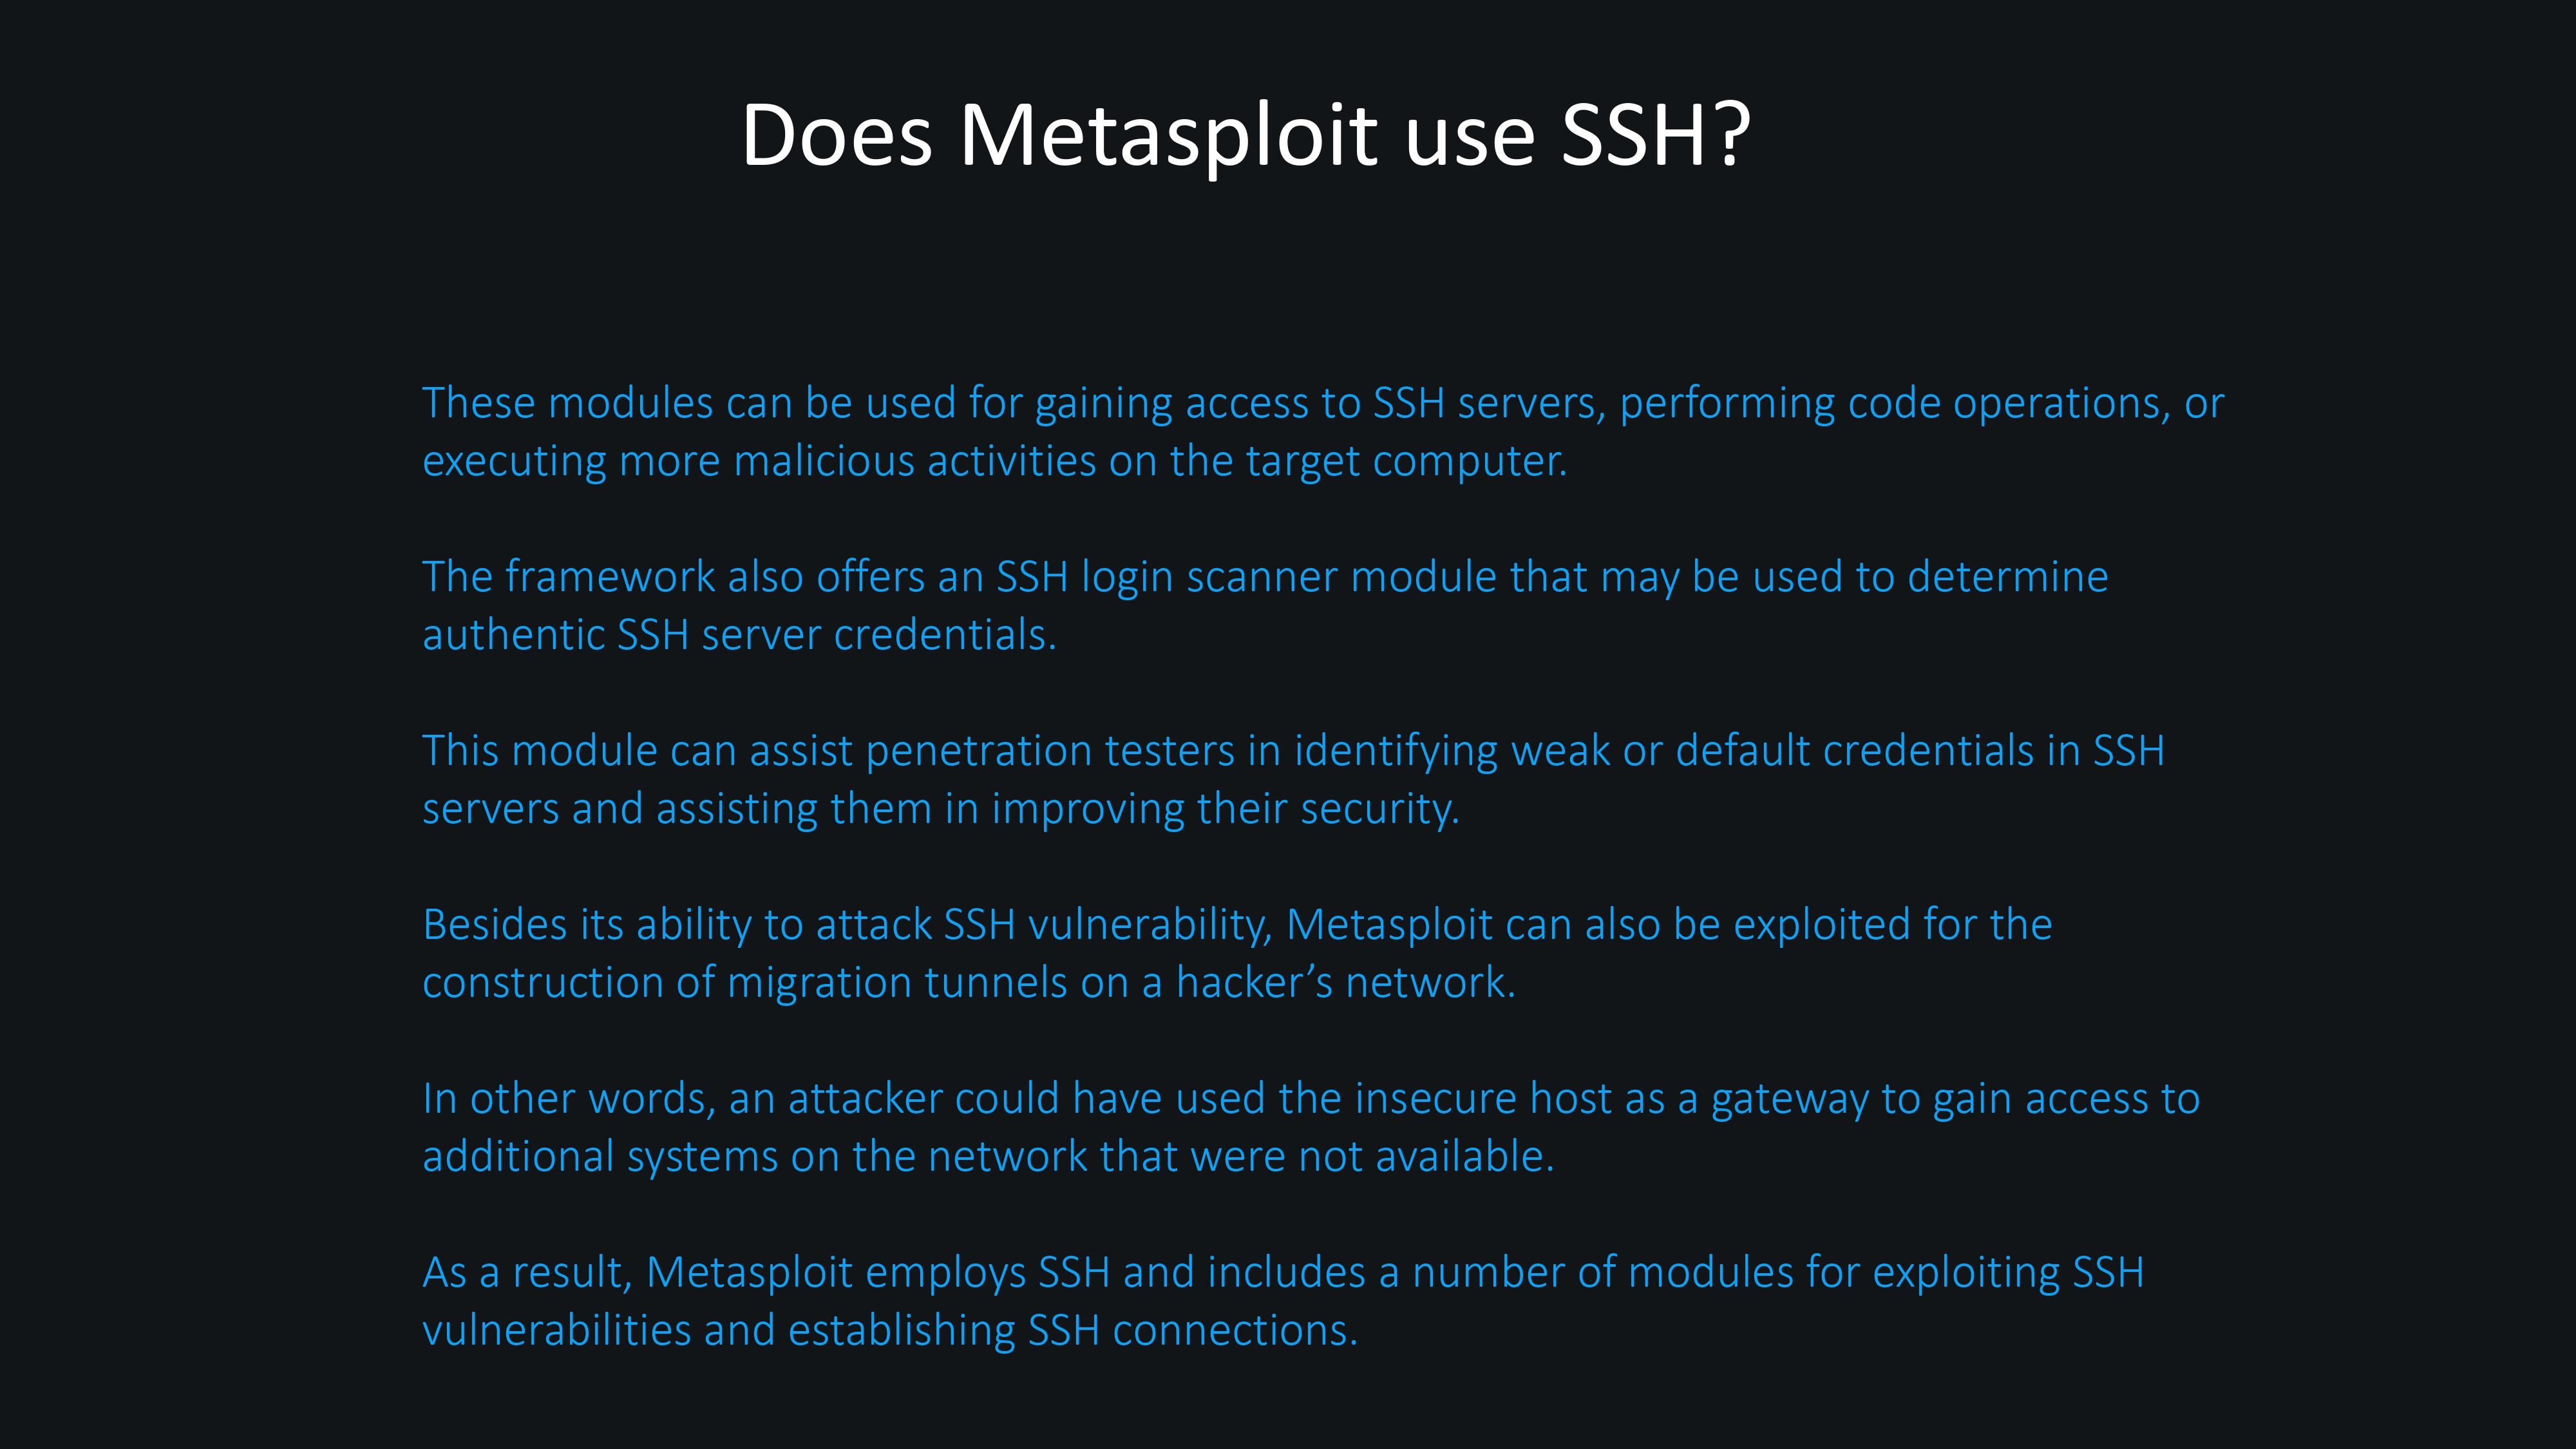 Does Metasploit use SSH?
These modules can be used for gaining access to SSH servers, performing code operations, or
executing more malicious activities on the target computer.
The framework also offers an SSH login scanner module that may be used to determine
authentic SSH server credentials.
This module can assist penetration testers in identifying weak or default credentials in SSH
servers and assisting them in improving their security.
Besides its ability to attack SSH vulnerability, Metasploit can also be exploited for the
construction of migration tunnels on a hacker’s network.
In other words, an attacker could have used the insecure host as a gateway to gain access to
additional systems on the network that were not available.
As a result, Metasploit employs SSH and includes a number of modules for exploiting SSH
vulnerabilities and establishing SSH connections.